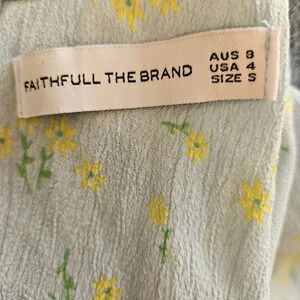 FAITHFULL THE BRAND
AUS 8
USA 4
SIZE S